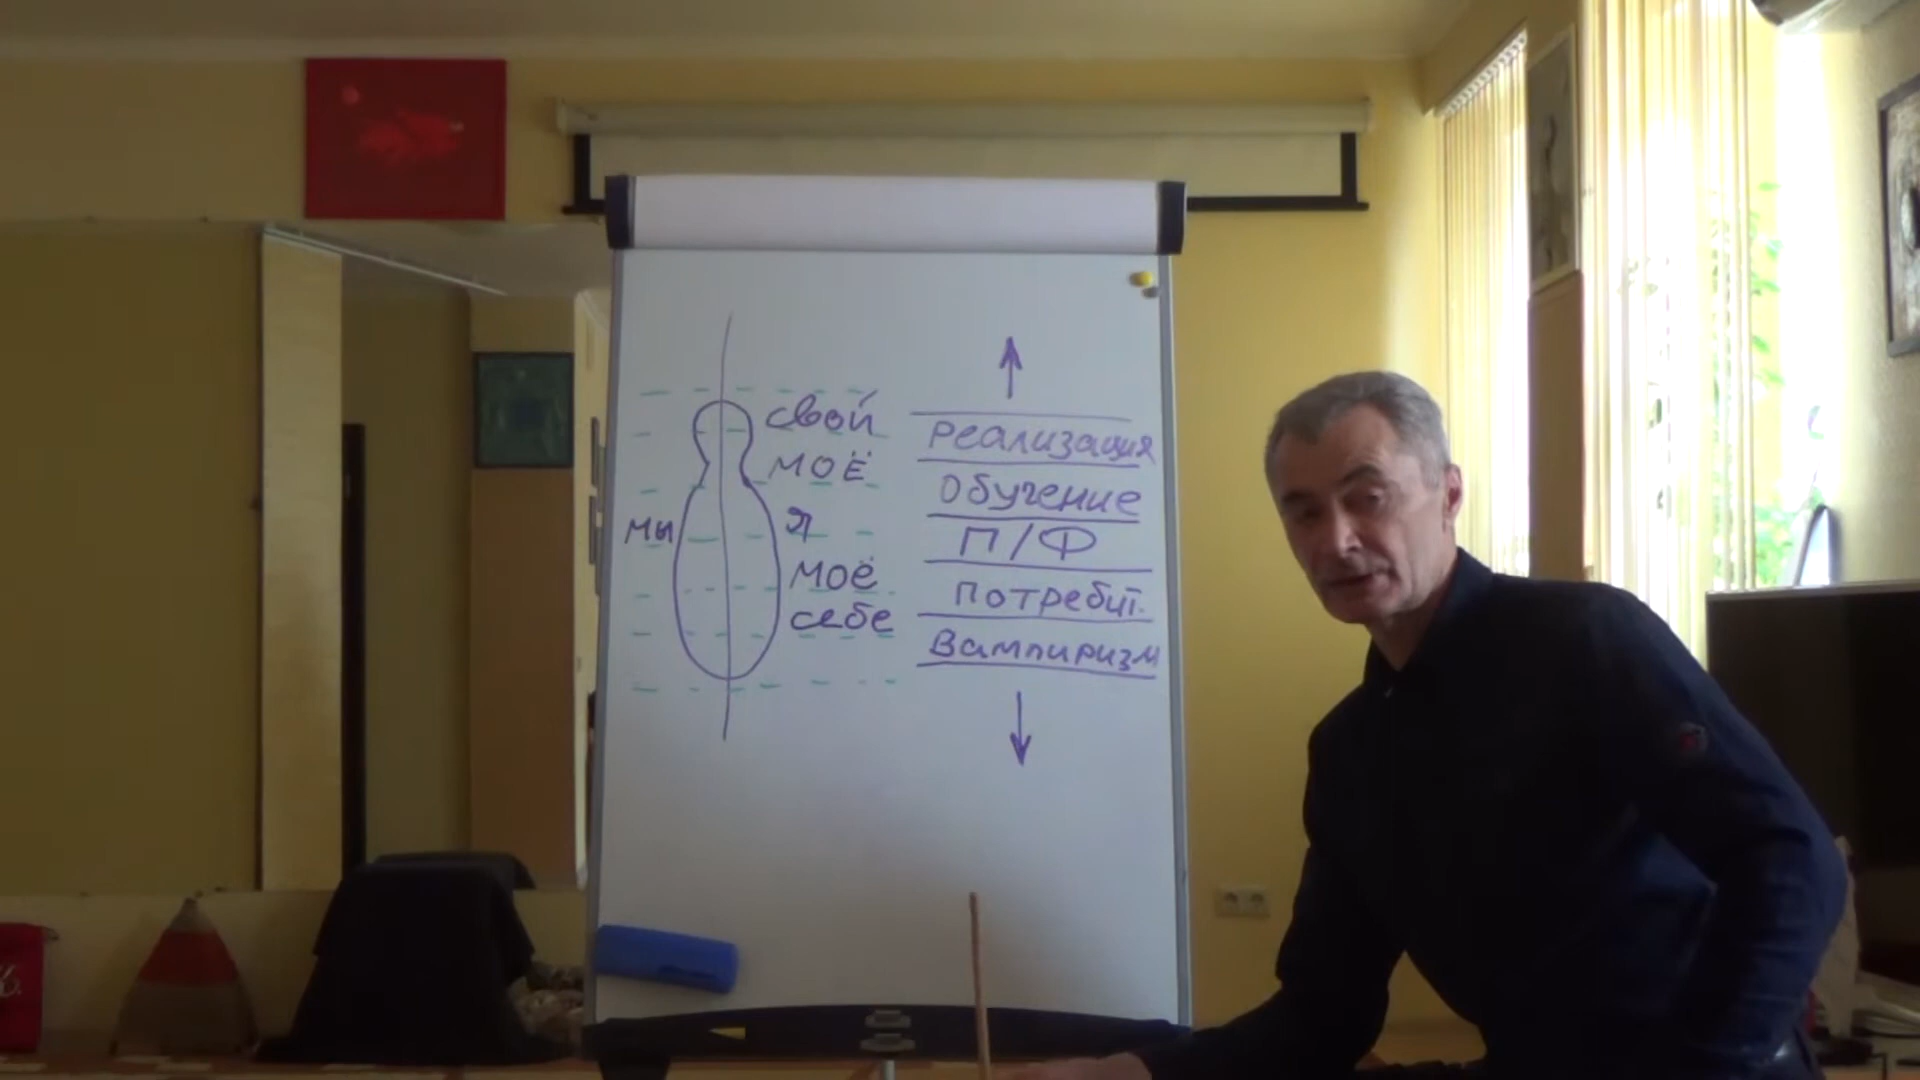 свой
моё
мы
я
моё
себе
Реализация
Обучение
П/Ф
Потребит.
Вампиризм